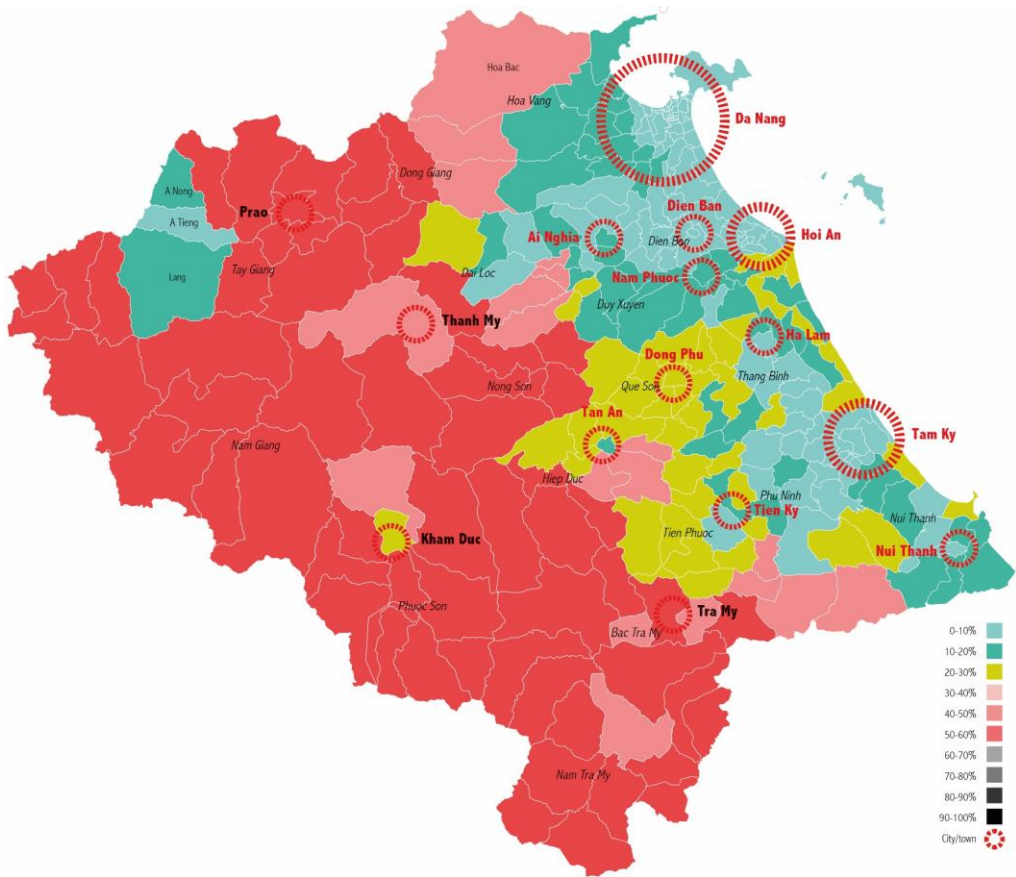 Hoa Bac
Hoa Vang
Da Nang
Dong Giang
A Nong
Prao
A Tieng
Dien Ban
Ai Nghia
Dien Ban
Hoi An
Lang
Tay Giang
Dai Loc
Nam Phuoc
Duy Xuyen
Thanh My
Ha Lam
Dong Phu
Thang Binh
Nong Son
Que Son
Tan An
Tam Ky
Nam Giang
Hiep Duc
Phu Ninh
Tien Ky
Nui Thanh
Kham Duc
Tien Phuoc
Nui Thanh
Phuoc Son
Tra My
Bac Tra My
Nam Tra My
0-10%
10-20%
20-30%
30-40%
40-50%
50-60%
60-70%
70-80%
80-90%
90-100%
City/town